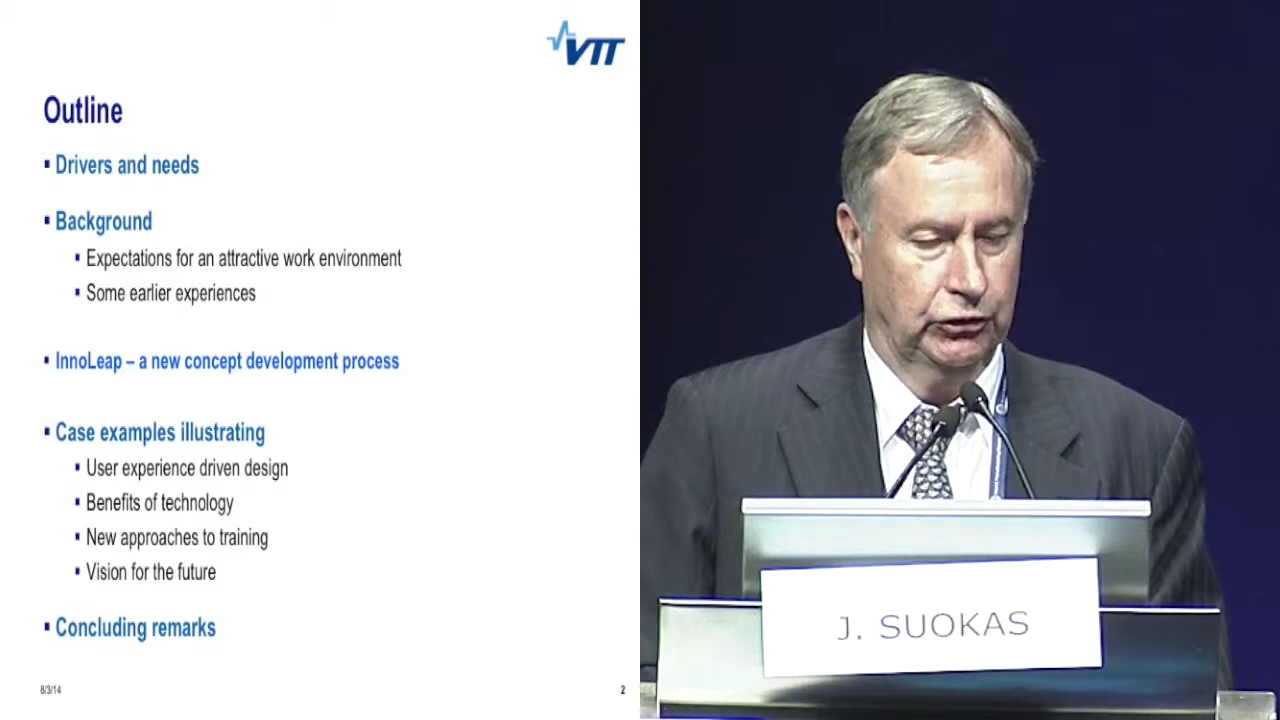 VTT
Outline
Drivers and needs
Background
Expectations for an attractive work environment
Some earlier experiences
InnoLeap – a new concept development process
Case examples illustrating
User experience driven design
Benefits of technology
New approaches to training
Vision for the future
Concluding remarks
8/3/14
2
J. SUOKAS